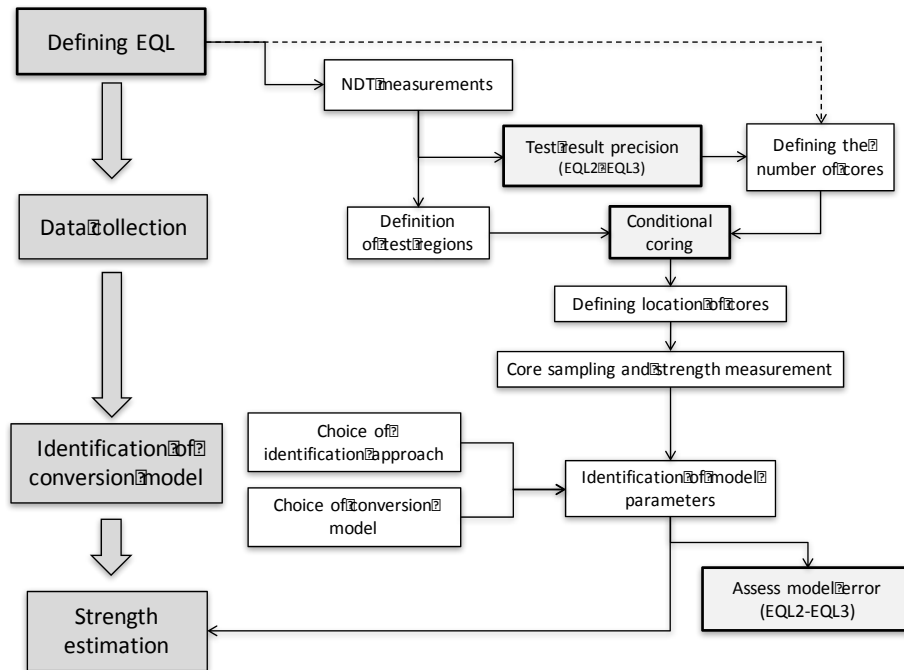 Defining EQL
NDT measurements
Test result precision
(EQL2 EQL3)
Defining the
number of cores
Data collection
Definition
of test regions
Conditional
coring
Defining location of cores
Core sampling and strength measurement
Choice of
identification approach
Identification of
conversion model
Identification of model
parameters
Choice of conversion
model
Assess model error
(EQL2-EQL3)
Strength
estimation